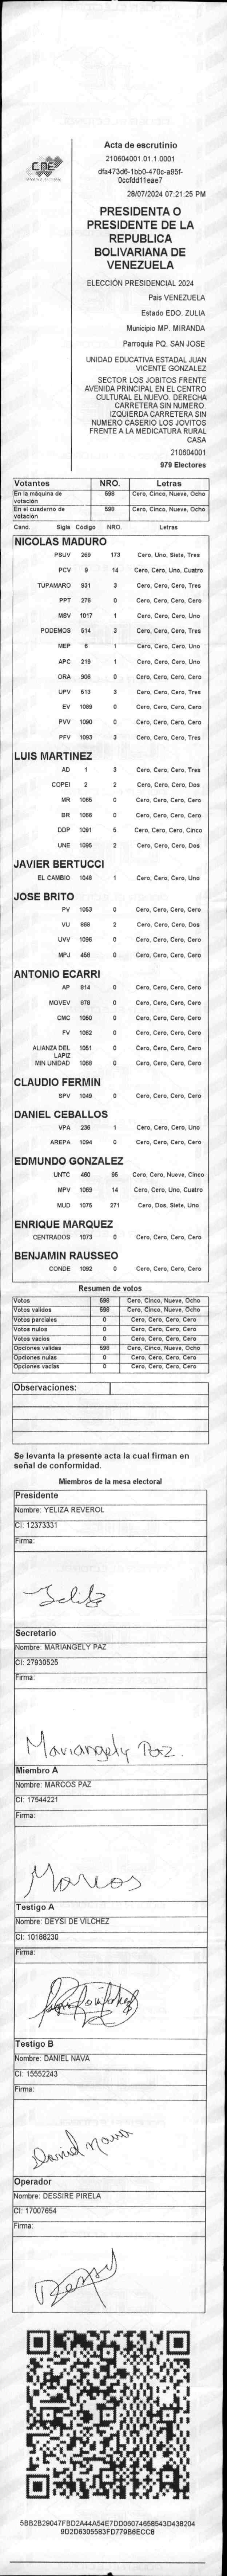 CNE
Acta de escrutinio
210604001.01.1.0001
dfa473d6-1bb0-470c-a95f-
0ccfdd11eae7
28/07/2024 07:21:25 PM
PRESIDENTA O
PRESIDENTE DE LA
REPUBLICA
BOLIVARIANA DE
VENEZUELA
ELECCIÓN PRESIDENCIAL 2024
Pais VENEZUELA
Estado EDO. ZULIA
Municipio MP. MIRANDA
Parroquia PQ. SAN JOSE
UNIDAD EDUCATIVA ESTADAL JUAN
VICENTE GONZALEZ
SECTOR LOS JOBITOS FRENTE
AVENIDA PRINCIPAL EN EL CENTRO
CULTURAL EL NUEVO. DERECHA
CARRETERA SIN NUMERO.
IZQUIERDA CARRETERA SIN
NUMERO CASERIO LOS JOVITOS
FRENTE A LA MEDICATURA RURAL
CASA
210604001
979 Electores
Votantes NRO. Letras
En la máquina de votación 598 Cero, Cinco, Nueve, Ocho
En el cuaderno de votación 598 Cero, Cinco, Nueve, Ocho
Cand. Sigla Código NRO. Letras
NICOLAS MADURO
PSUV 269 173 Cero, Uno, Siete, Tres
PCV 9 14 Cero, Cero, Uno, Cuatro
TUPAMARO 931 3 Cero, Cero, Cero, Tres
PPT 276 0 Cero, Cero, Cero, Cero
MSV 1017 1 Cero, Cero, Cero, Uno
PODEMOS 514 3 Cero, Cero, Cero, Tres
MEP 6 1 Cero, Cero, Cero, Uno
APC 219 1 Cero, Cero, Cero, Uno
ORA 906 0 Cero, Cero, Cero, Cero
UPV 613 3 Cero, Cero, Cero, Tres
EV 1089 0 Cero, Cero, Cero, Cero
PVV 1090 0 Cero, Cero, Cero, Cero
PFV 1093 3 Cero, Cero, Cero, Tres
LUIS MARTINEZ
AD 1 3 Cero, Cero, Cero, Tres
COPEI 2 2 Cero, Cero, Cero, Dos
MR 1065 0 Cero, Cero, Cero, Cero
BR 1066 0 Cero, Cero, Cero, Cero
DDP 1091 5 Cero, Cero, Cero, Cinco
UNE 1095 2 Cero, Cero, Cero, Dos
JAVIER BERTUCCI
EL CAMBIO 1048 1 Cero, Cero, Cero, Uno
JOSE BRITO
PV 1053 0 Cero, Cero, Cero, Cero
VU 868 2 Cero, Cero, Cero, Dos
UVV 1096 0 Cero, Cero, Cero, Cero
MPJ 458 0 Cero, Cero, Cero, Cero
ANTONIO ECARRI
AP 814 0 Cero, Cero, Cero, Cero
MOVEV 978 0 Cero, Cero, Cero, Cero
CMC 1050 0 Cero, Cero, Cero, Cero
FV 1062 0 Cero, Cero, Cero, Cero
ALIANZA DEL LAPIZ 1051 0 Cero, Cero, Cero, Cero
MIN UNIDAD 1068 0 Cero, Cero, Cero, Cero
CLAUDIO FERMIN
SPV 1049 0 Cero, Cero, Cero, Cero
DANIEL CEBALLOS
VPA 236 1 Cero, Cero, Cero, Uno
AREPA 1094 0 Cero, Cero, Cero, Cero
EDMUNDO GONZALEZ
UNTC 460 95 Cero, Cero, Nueve, Cinco
MPV 1069 14 Cero, Cero, Uno, Cuatro
MUD 1075 271 Cero, Dos, Siete, Uno
ENRIQUE MARQUEZ
CENTRADOS 1073 0 Cero, Cero, Cero, Cero
BENJAMIN RAUSSEO
CONDE 1092 0 Cero, Cero, Cero, Cero
Resumen de votos
Votos 598 Cero, Cinco, Nueve, Ocho
Votos validos 598 Cero, Cinco, Nueve, Ocho
Votos parciales 0 Cero, Cero, Cero, Cero
Votos nulos 0 Cero, Cero, Cero, Cero
Votos vacios 0 Cero, Cero, Cero, Cero
Opciones validas 598 Cero, Cinco, Nueve, Ocho
Opciones nulas 0 Cero, Cero, Cero, Cero
Opciones vacias 0 Cero, Cero, Cero, Cero
Observaciones:
Se levanta la presente acta la cual firman en
señal de conformidad.
Miembros de la mesa electoral
Presidente
Nombre: YELIZA REVEROL
CI: 12373331
Firma:
Secretario
Nombre: MARIANGELY PAZ
CI: 27930525
Firma:
Mariangely Paz.
Miembro A
Nombre: MARCOS PAZ
CI: 17544221
Firma:
Marcos
Testigo A
Nombre: DEYSI DE VILCHEZ
CI: 10188230
Firma:
Testigo B
Nombre: DANIEL NAVA
CI: 15552243
Firma:
Daniel Nava
Operador
Nombre: DESSIRE PIRELA
CI: 17007654
Firma:
5BB2B29047FBD2A44A54E7DD06074658543D438204
9D2D6305583FD779B6ECC8